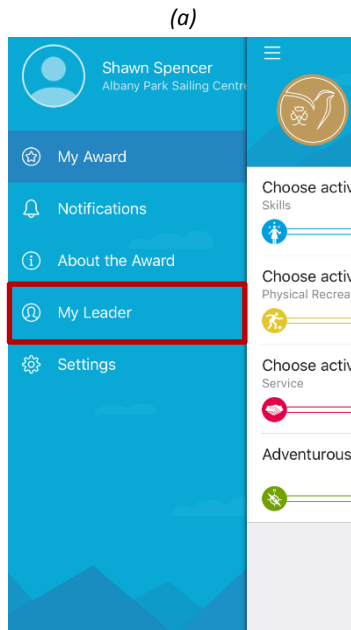 (a)
Shawn Spencer
Albany Park Sailing Centre
My Award
Notifications
About the Award
My Leader
Settings
Choose activ
Skills
Choose activ
Physical Recrea
Choose activ
Service
Adventurous